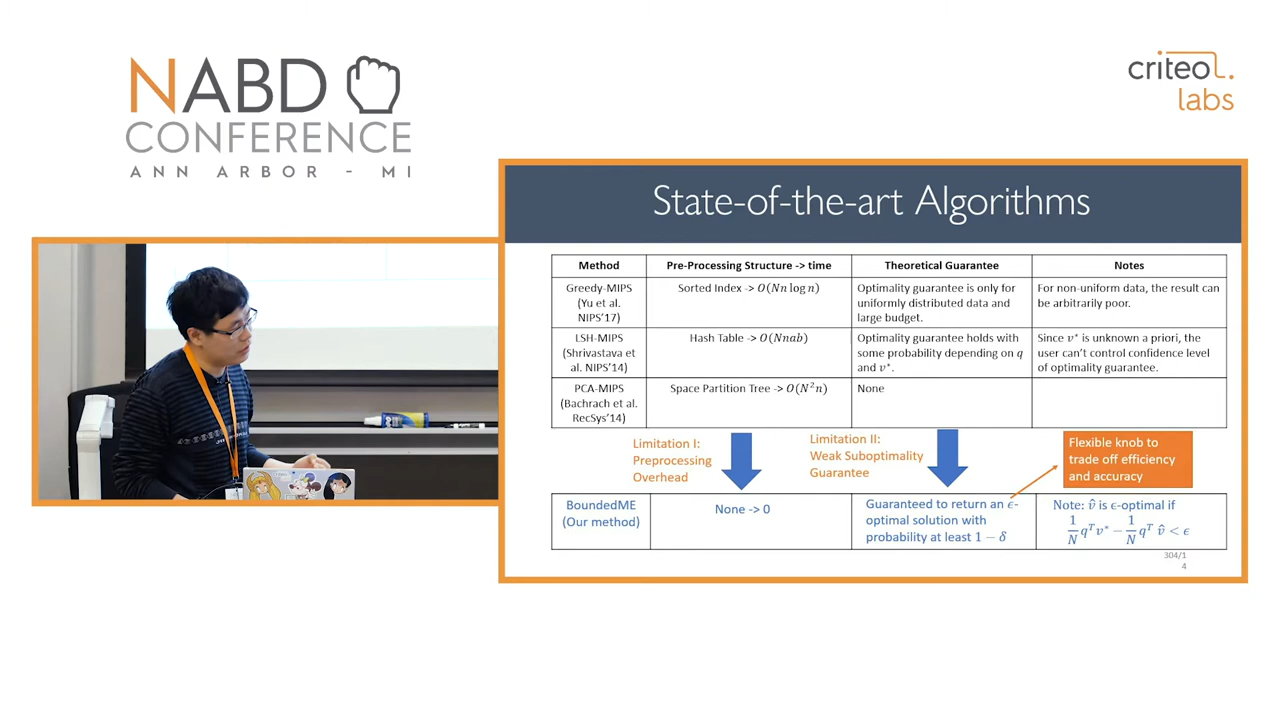 NABD
CONFERENCE
ANN ARBOR - MI
criteol.
labs
State-of-the-art Algorithms
Method Pre-Processing Structure -> time Theoretical Guarantee Notes
Greedy-MIPS
(Yu et al.
NIPS'17)
Sorted Index -> O(Nn log n)
Optimality guarantee is only for
uniformly distributed data and
large budget.
For non-uniform data, the result can
be arbitrarily poor.
LSH-MIPS
(Shrivastava et
al. NIPS'14)
Hash Table -> O(Nnab)
Optimality guarantee holds with
some probability depending on q
and v*.
Since v* is unknown a priori, the
user can't control confidence level
of optimality guarantee.
PCA-MIPS
(Bachrach et al.
RecSys'14)
Space Partition Tree -> O(N²n)
None
Limitation I:
Preprocessing
Overhead
Limitation II:
Weak Suboptimality
Guarantee
Flexible knob to
trade off efficiency
and accuracy
BoundedME
(Our method)
None -> 0
Guaranteed to return an ϵ-
optimal solution with
probability at least 1 − δ
Note: v̂ is ϵ-optimal if
1/N qᵀv* − 1/N qᵀ v̂ < ϵ
304/1
4